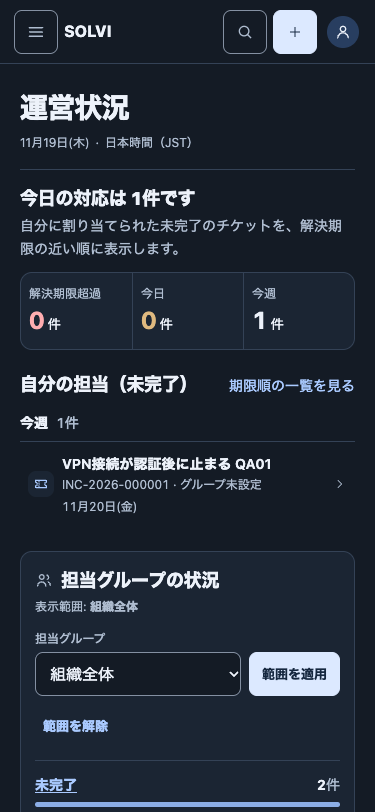 SOLVI
運営状況
11月19日(木) · 日本時間（JST）
今日の対応は 1件です
自分に割り当てられた未完了のチケットを、解決期
限の近い順に表示します。
解決期限超過
0 件
今日
0 件
今週
1 件
自分の担当（未完了）
期限順の一覧を見る
今週 1件
VPN接続が認証後に止まる QA01
INC-2026-000001 · グループ未設定
11月20日(金)
担当グループの状況
表示範囲: 組織全体
担当グループ
組織全体
範囲を適用
範囲を解除
未完了
2件